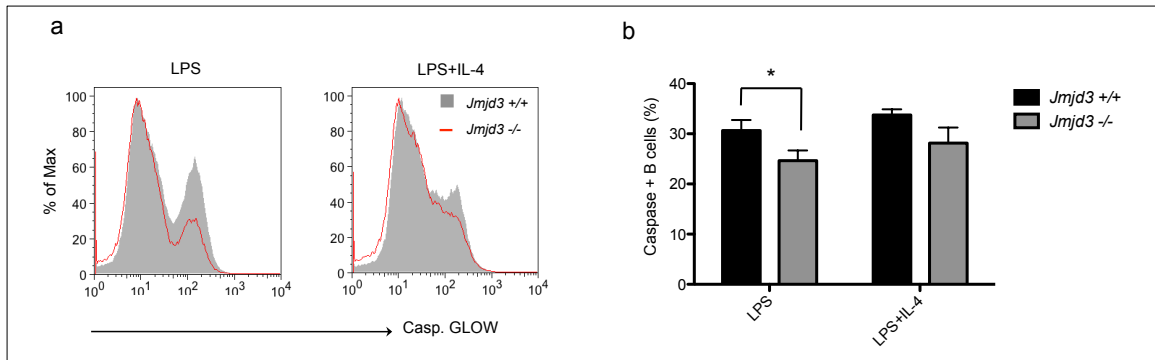 a
LPS
LPS+IL-4
100
80
60
40
20
0
% of Max
10⁰ 10¹ 10² 10³ 10⁴
100
80
60
40
20
0
Jmjd3 +/+
Jmjd3 -/-
10⁰ 10¹ 10² 10³ 10⁴
Casp. GLOW
b
40
30
20
10
0
Caspase + B cells (%)
*
Jmjd3 +/+
Jmjd3 -/-
LPS
LPS+IL-4